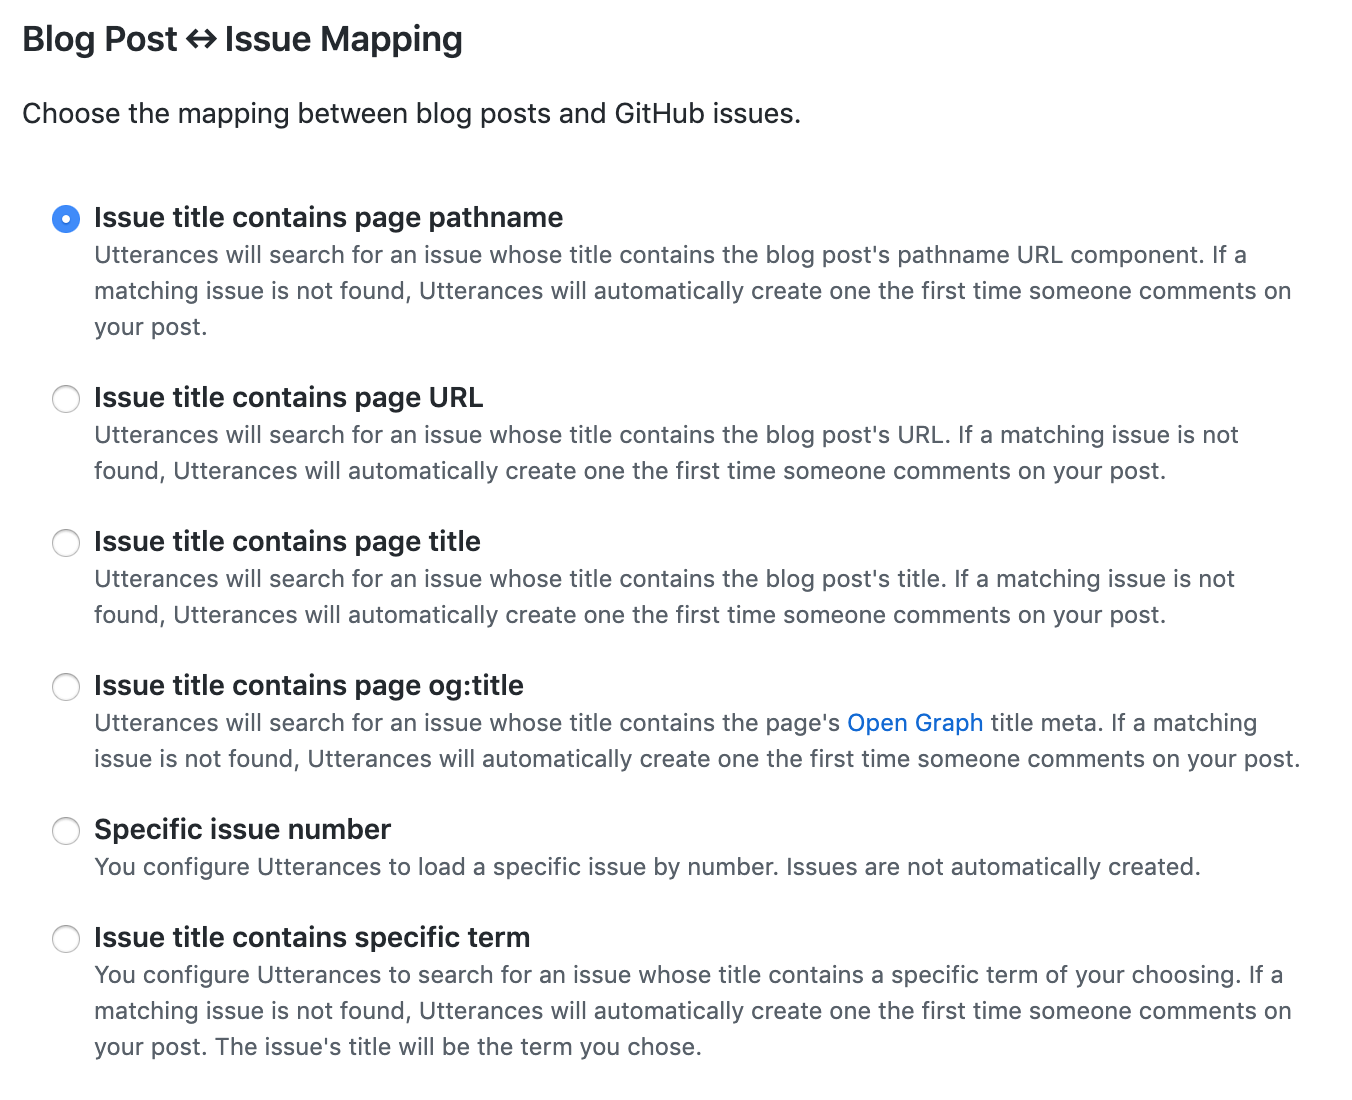 Blog Post ↔ Issue Mapping
Choose the mapping between blog posts and GitHub issues.
Issue title contains page pathname
Utterances will search for an issue whose title contains the blog post's pathname URL component. If a
matching issue is not found, Utterances will automatically create one the first time someone comments on
your post.
Issue title contains page URL
Utterances will search for an issue whose title contains the blog post's URL. If a matching issue is not
found, Utterances will automatically create one the first time someone comments on your post.
Issue title contains page title
Utterances will search for an issue whose title contains the blog post's title. If a matching issue is not
found, Utterances will automatically create one the first time someone comments on your post.
Issue title contains page og:title
Utterances will search for an issue whose title contains the page's Open Graph title meta. If a matching
issue is not found, Utterances will automatically create one the first time someone comments on your post.
Specific issue number
You configure Utterances to load a specific issue by number. Issues are not automatically created.
Issue title contains specific term
You configure Utterances to search for an issue whose title contains a specific term of your choosing. If a
matching issue is not found, Utterances will automatically create one the first time someone comments on
your post. The issue's title will be the term you chose.